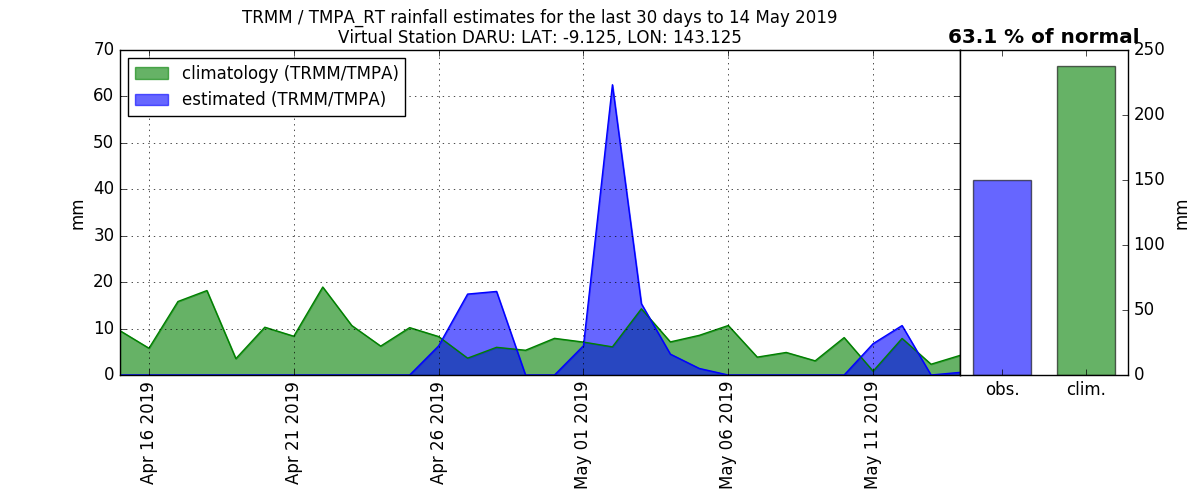 TRMM / TMPA_RT rainfall estimates for the last 30 days to 14 May 2019
Virtual Station DARU: LAT: -9.125, LON: 143.125
63.1 % of normal
climatology (TRMM/TMPA)
estimated (TRMM/TMPA)
mm
70
60
50
40
30
20
10
0
Apr 16 2019
Apr 21 2019
Apr 26 2019
May 01 2019
May 06 2019
May 11 2019
obs.
clim.
250
200
150
100
50
0
mm